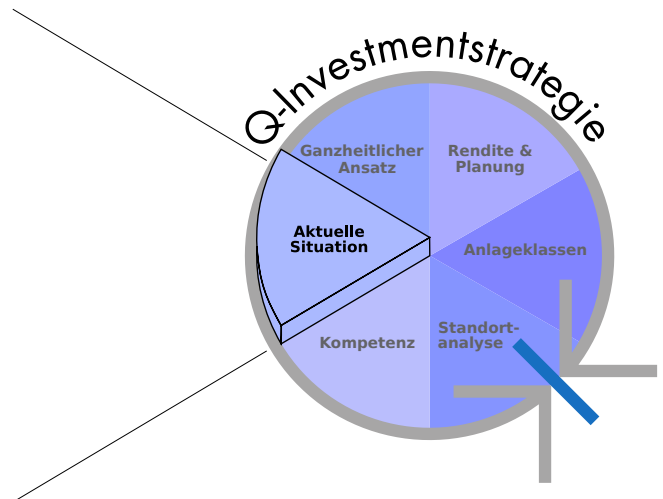 Q-Investmentstrategie
Ganzheitlicher
Ansatz
Rendite &
Planung
Aktuelle
Situation
Anlageklassen
Kompetenz
Standort-
analyse